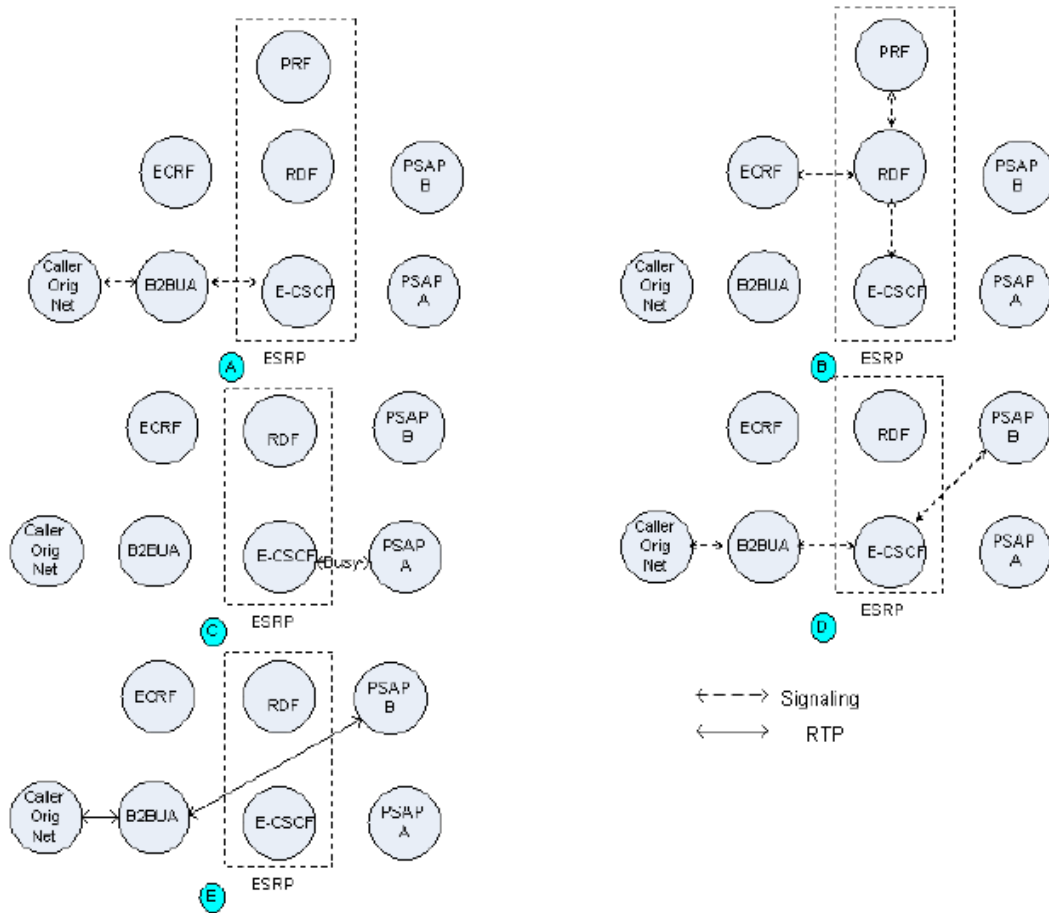 PRF
ECRF
RDF
PSAP
B
Caller
Orig
Net
B2BUA
E-CSCF
PSAP
A
ESRP
A
PRF
ECRF
RDF
PSAP
B
Caller
Orig
Net
B2BUA
E-CSCF
PSAP
A
ESRP
B
ECRF
RDF
PSAP
B
Caller
Orig
Net
B2BUA
E-CSCF
Busy
PSAP
A
ESRP
C
ECRF
RDF
PSAP
B
Caller
Orig
Net
B2BUA
E-CSCF
PSAP
A
ESRP
D
ECRF
RDF
PSAP
B
Caller
Orig
Net
B2BUA
E-CSCF
PSAP
A
ESRP
E
Signaling
RTP